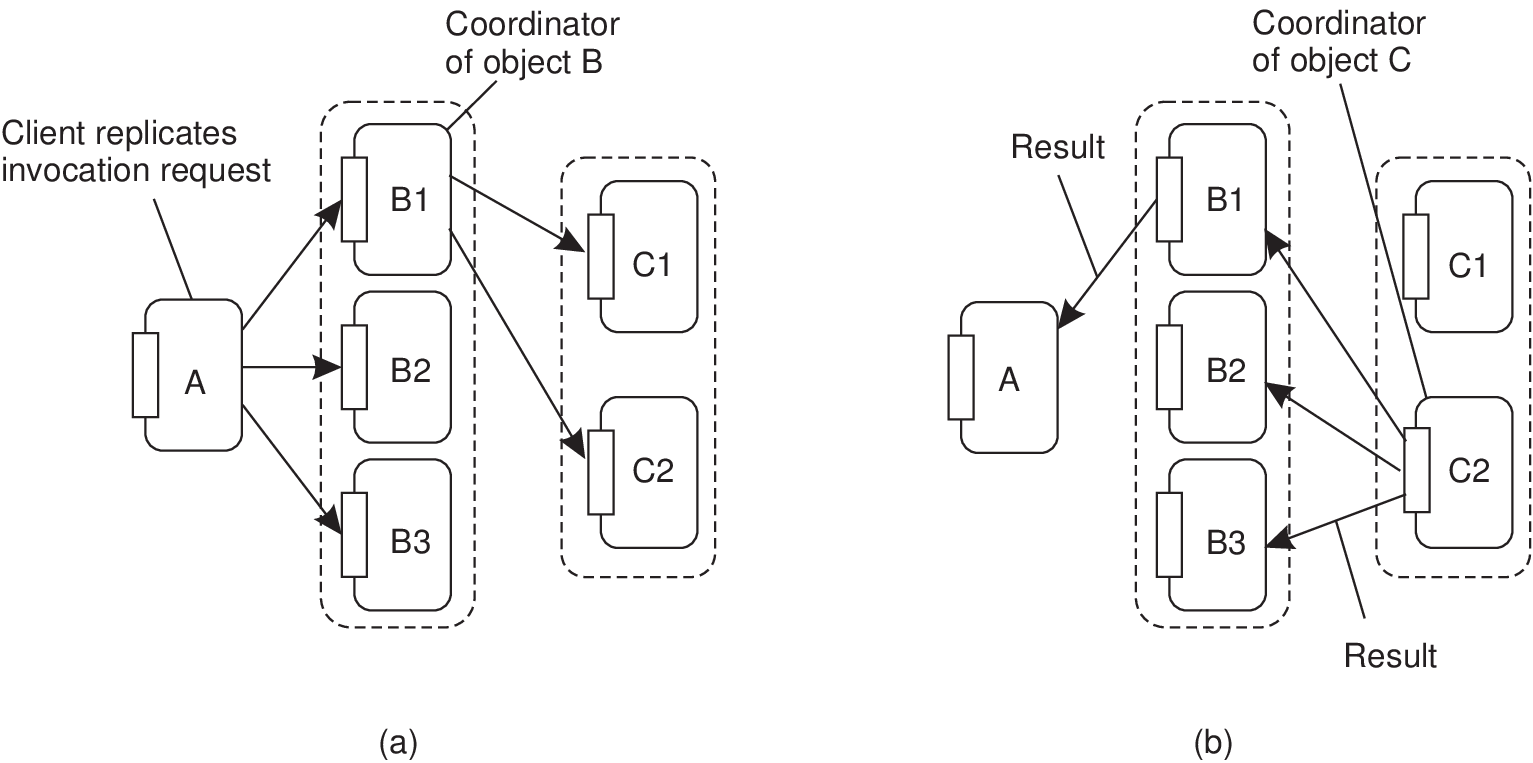 Coordinator
of object B
Client replicates
invocation request
B1
C1
A
B2
C2
B3
(a)
Coordinator
of object C
Result
B1
C1
A
B2
C2
B3
Result
(b)